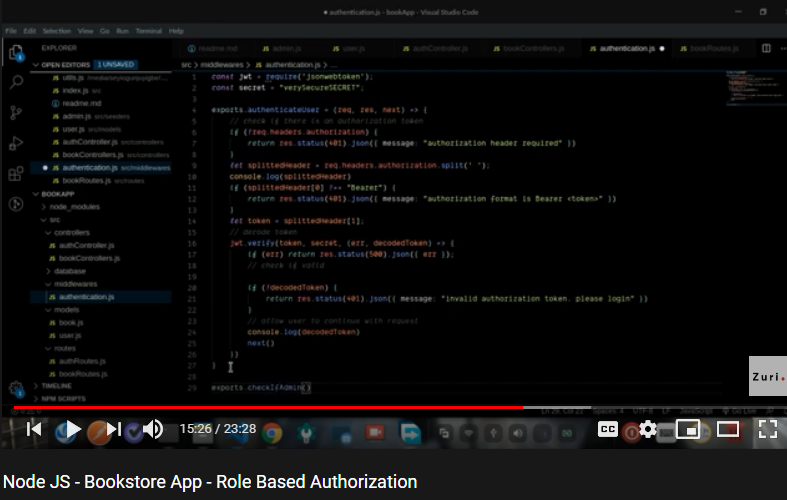 authentication.js - bookApp - Visual Studio Code
File Edit Selection View Go Run Terminal Help
EXPLORER
readme.md admin.js user.js authController.js bookControllers.js authentication.js bookRoutes.js
OPEN EDITORS 1 UNSAVED
src > middlewares > authentication.js > ...
utils.js
index.js src
readme.md
admin.js src/seeders
user.js src/models
authController.js src/controllers
bookControllers.js src/controllers
authentication.js src/middlewares
bookRoutes.js src/routes
BOOKAPP
node_modules
src
controllers
authController.js
bookControllers.js
database
middlewares
authentication.js
models
book.js
user.js
routes
authRoutes.js
bookRoutes.js
TIMELINE
NPM SCRIPTS
1 const jwt = require('jsonwebtoken');
2 const secret = "verySecureSECRET";
3
4 exports.authenticateUser = (req, res, next) => {
5 // check if there is an authorization token
6 if (!req.headers.authorization) {
7 return res.status(401).json({ message: "authorization header required" })
8 }
9 let splittedHeader = req.headers.authorization.split(' ');
10 console.log(splittedHeader)
11 if (splittedHeader[0] !== "Bearer") {
12 return res.status(401).json({ message: "authorization format is Bearer <token>" })
13 }
14 let token = splittedHeader[1];
15 // decode token
16 jwt.verify(token, secret, (err, decodedToken) => {
17 if (err) return res.status(500).json({ err });
18 // check if valid
19
20 if (!decodedToken) {
21 return res.status(401).json({ message: "invalid authorization token. please login" })
22 }
23 // allow user to continue with request
24 console.log(decodedToken)
25 next()
26 })
27 }
28
29 exports.checkIfAdmin()
Zuri.
Spaces: 4 UTF-8 LF JavaScript Go Live
15:26 / 23:28
CC
Node JS - Bookstore App - Role Based Authorization